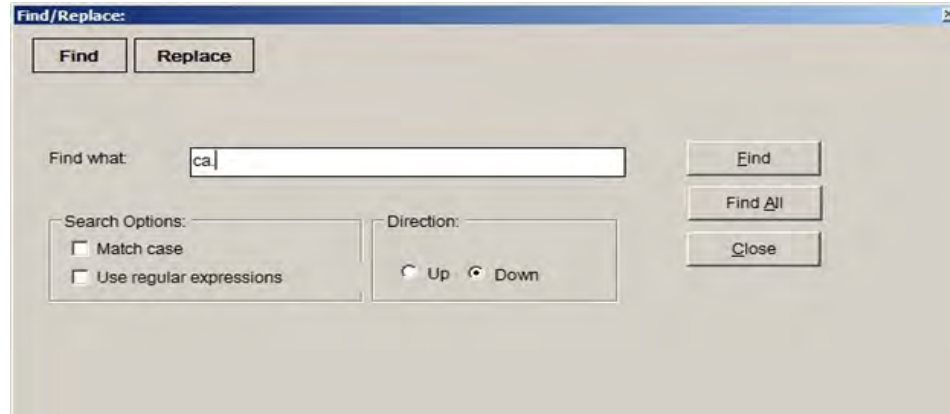 Find/Replace:
Find Replace
Find what: ca.
Find
Find All
Search Options:
Direction:
Match case
Close
Use regular expressions
Up Down